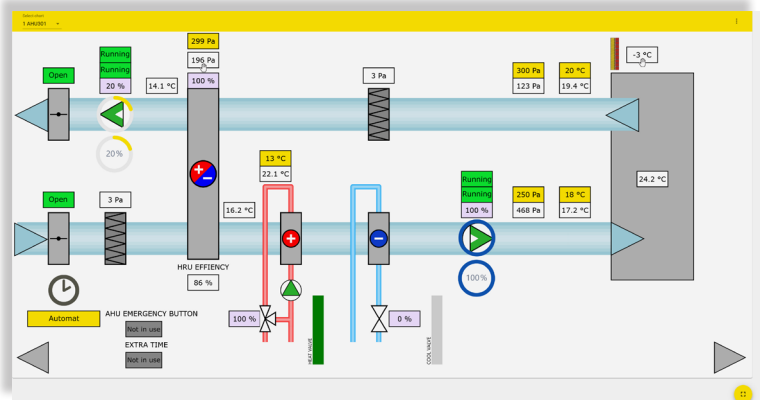 Select chart
1 AHU301
299 Pa
196 Pa
100 %
Running
Running
20 %
20%
Open
14.1 °C
3 Pa
300 Pa
123 Pa
20 °C
19.4 °C
-3 °C
24.2 °C
13 °C
22.1 °C
Open
3 Pa
16.2 °C
Running
Running
100 %
100%
250 Pa
468 Pa
18 °C
17.2 °C
HRU EFFIENCY
86 %
Automat
AHU EMERGENCY BUTTON
Not in use
EXTRA TIME
Not in use
100 %
HEAT VALVE
0 %
COOL VALVE